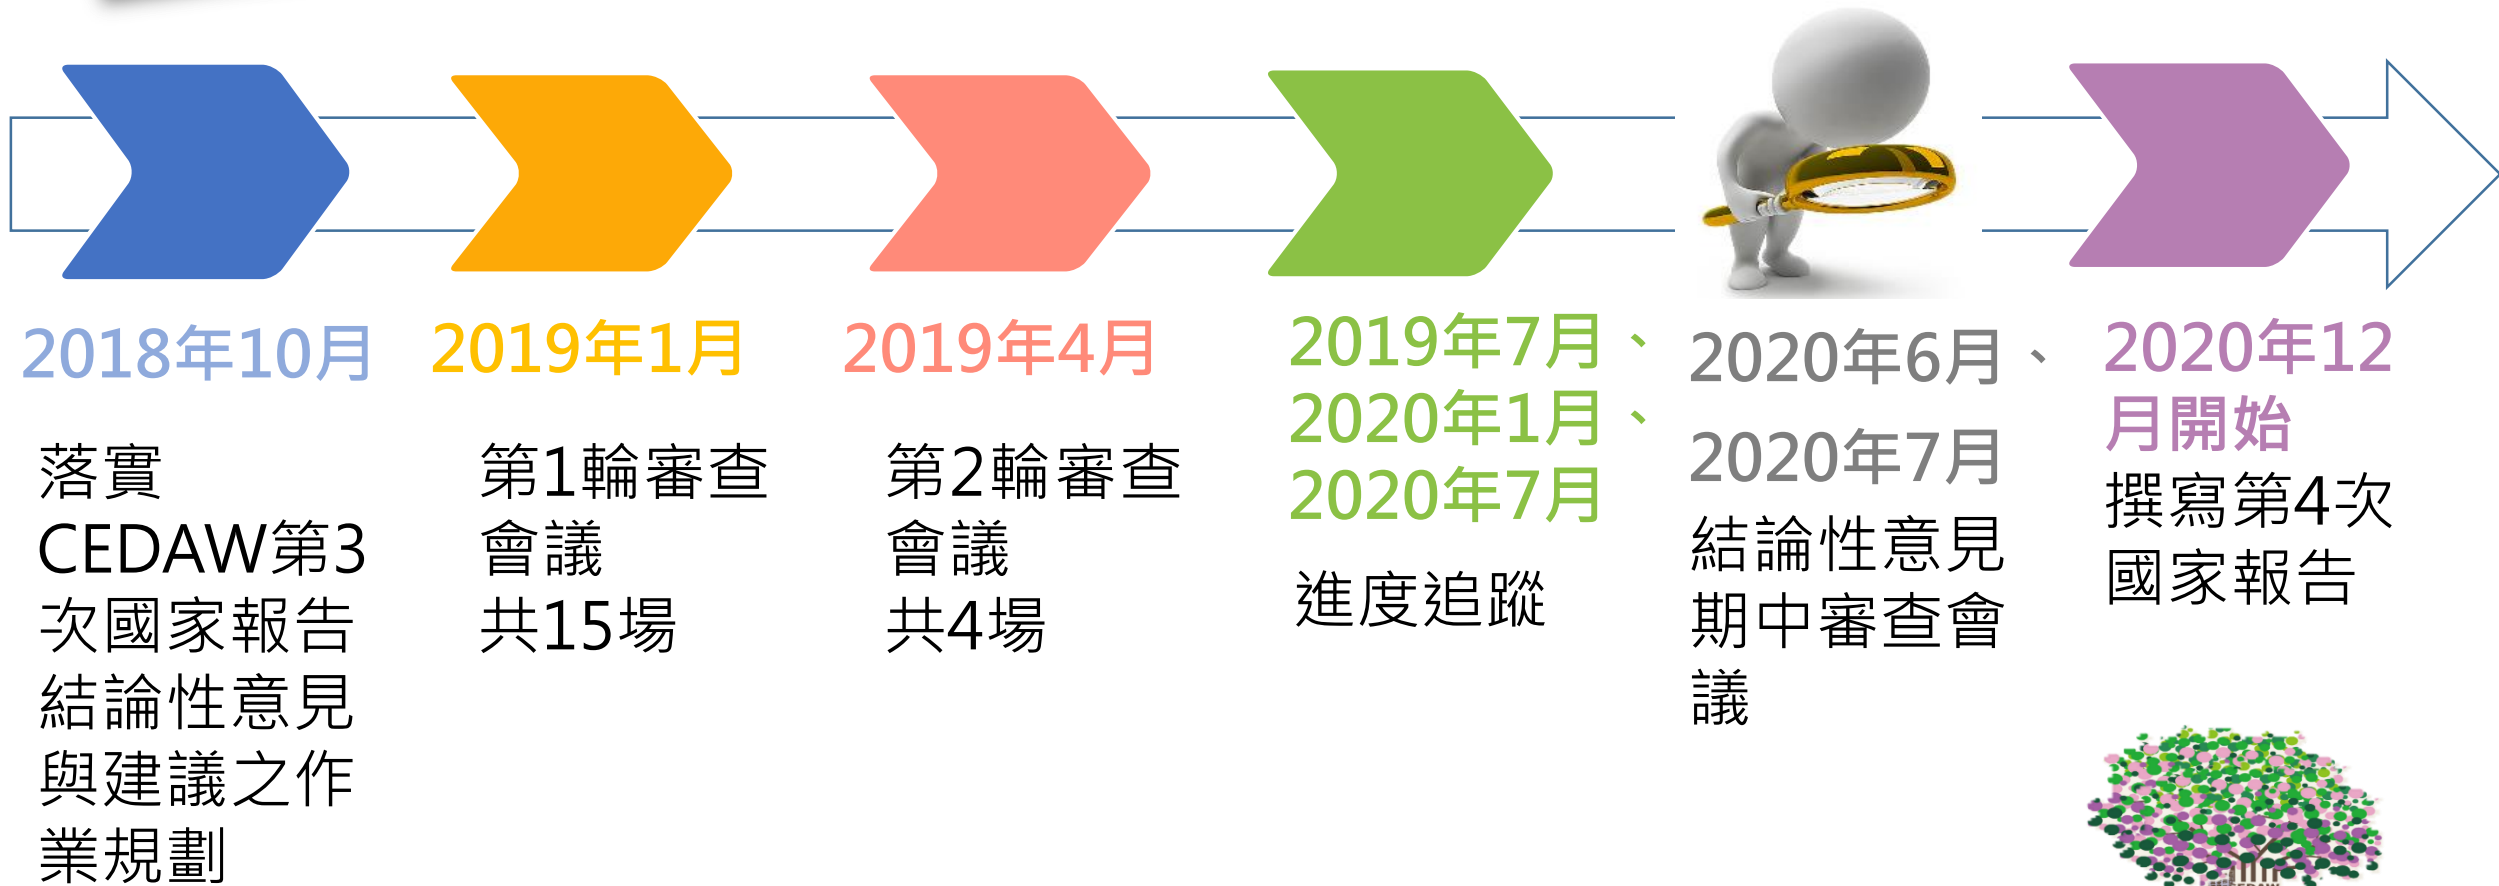 2018年10月
落實
CEDAW第3
次國家報告
結論性意見
與建議之作
業規劃
2019年1月
第1輪審查
會議
共15場
2019年4月
第2輪審查
會議
共4場
2019年7月、
2020年1月、
2020年7月
進度追蹤
2020年6月、
2020年7月
結論性意見
期中審查會
議
2020年12
月開始
撰寫第4次
國家報告